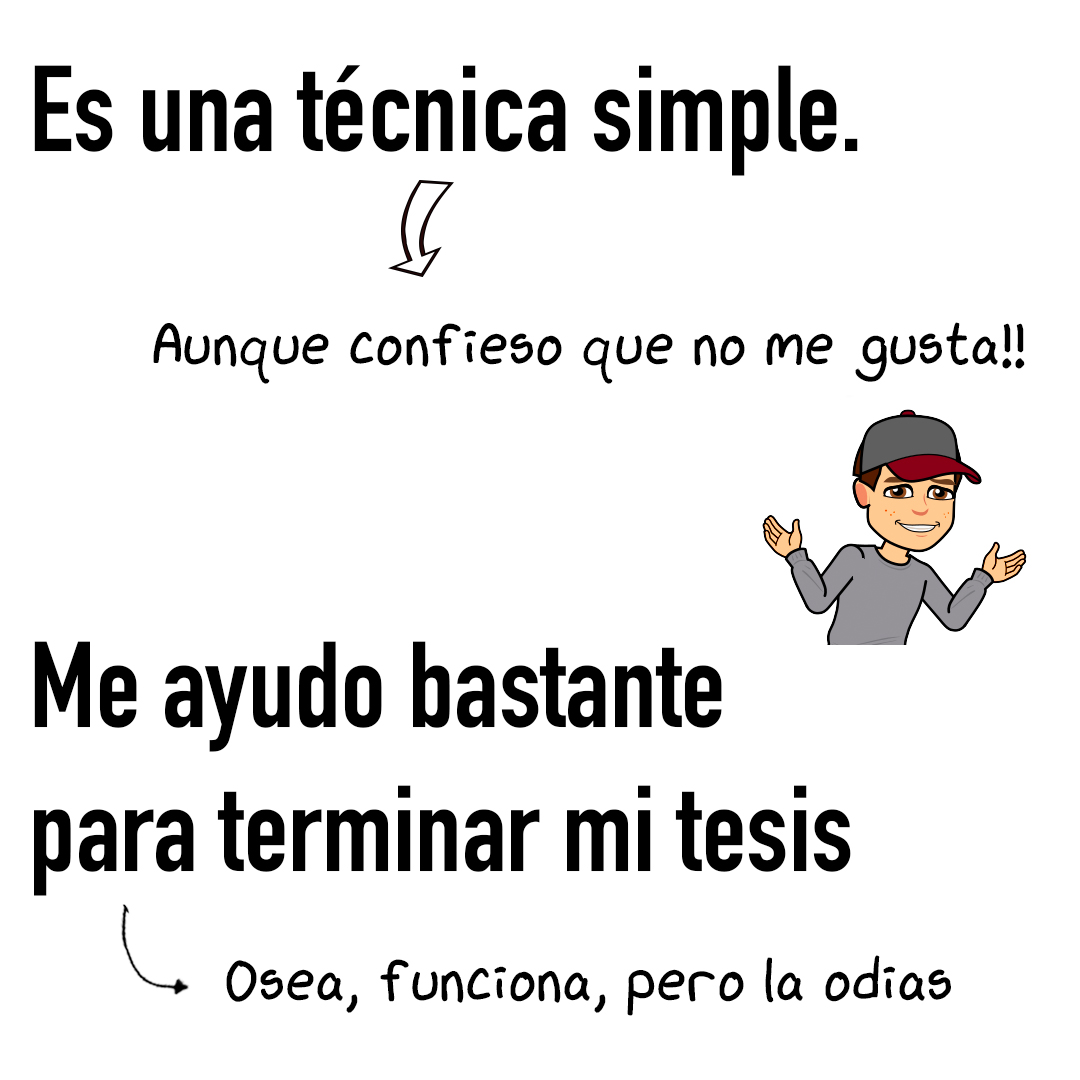 Es una técnica simple.
Aunque confieso que no me gusta!!
Me ayudo bastante
para terminar mi tesis
Osea, funciona, pero la odias